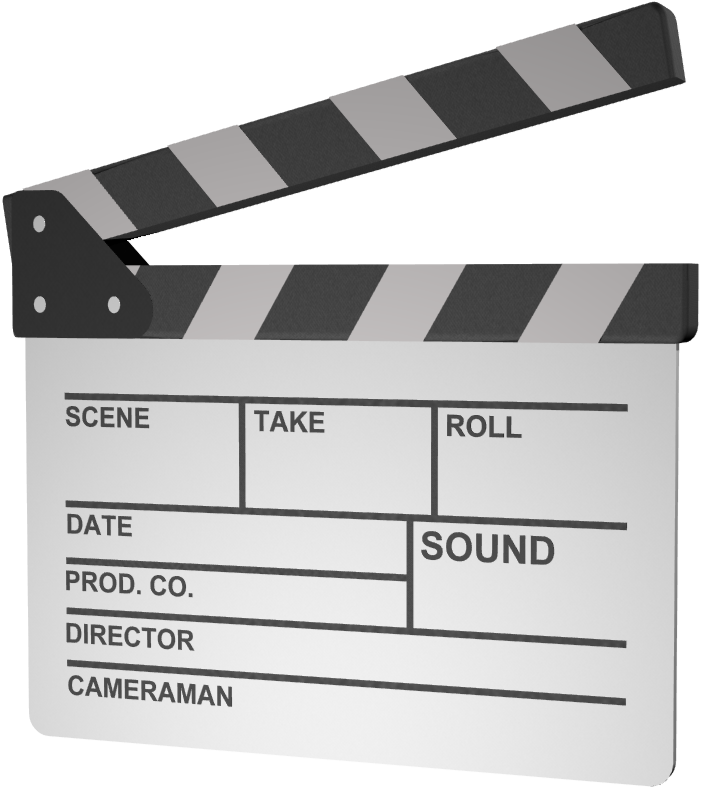 SCENE TAKE ROLL
DATE
SOUND
PROD. CO.
DIRECTOR
CAMERAMAN